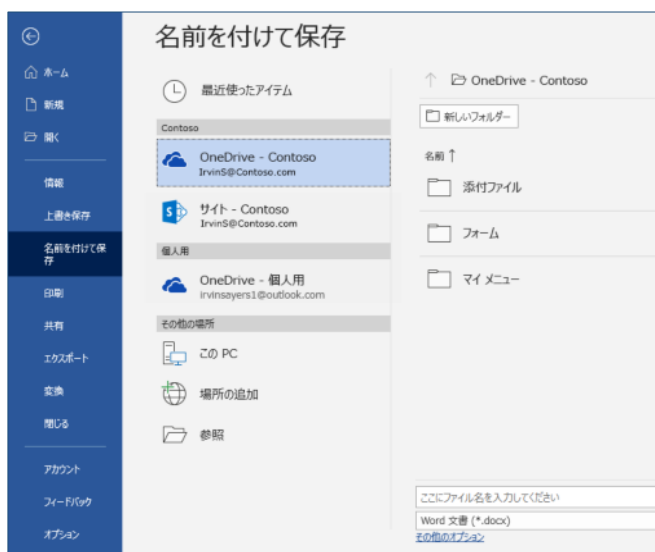 名前を付けて保存
ホーム
新規
開く
情報
上書き保存
名前を付けて保
存
印刷
共有
エクスポート
変換
閉じる
アカウント
フィードバック
オプション
最近使ったアイテム
Contoso
OneDrive - Contoso
IrvinS@Contoso.com
サイト - Contoso
IrvinS@Contoso.com
個人用
OneDrive - 個人用
irvinsayers1@outlook.com
その他の場所
この PC
場所の追加
参照
OneDrive - Contoso
新しいフォルダー
名前 ↑
添付ファイル
フォーム
マイ メニュー
ここにファイル名を入力してください
Word 文書 (*.docx)
その他のオプション